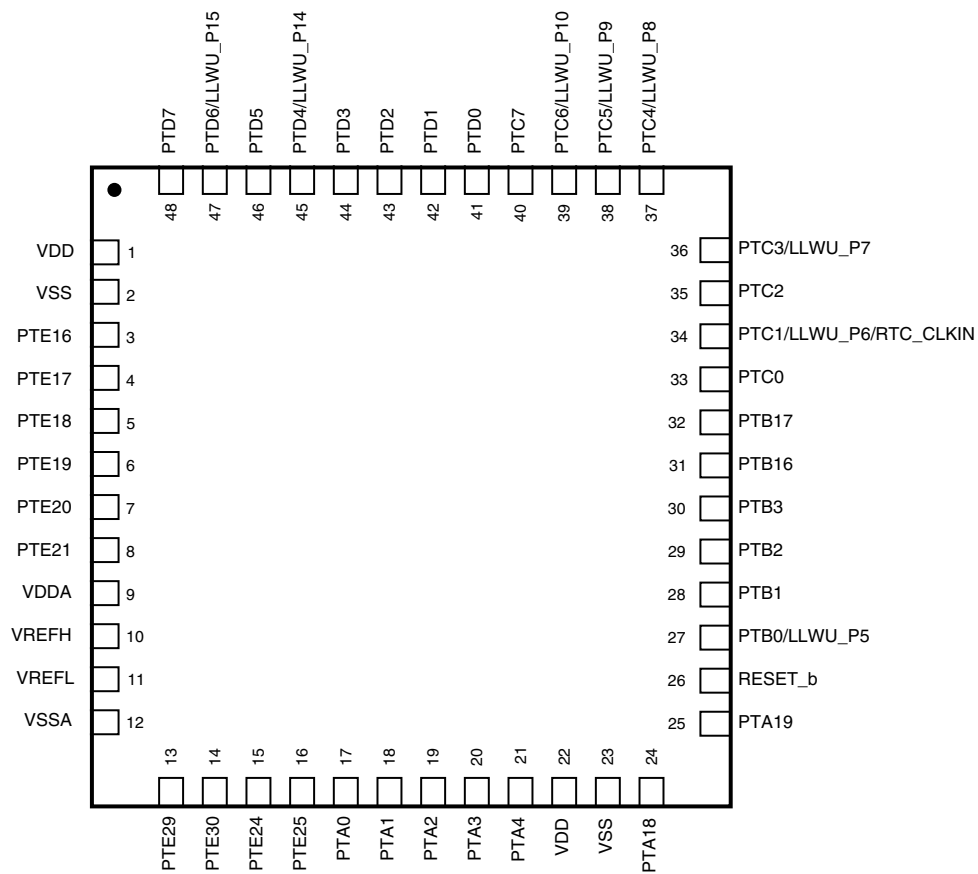 PTD7
PTD6/LLWU_P15
PTD5
PTD4/LLWU_P14
PTD3
PTD2
PTD1
PTD0
PTC7
PTC6/LLWU_P10
PTC5/LLWU_P9
PTC4/LLWU_P8
48
47
46
45
44
43
42
41
40
39
38
37
VDD 1
VSS 2
PTE16 3
PTE17 4
PTE18 5
PTE19 6
PTE20 7
PTE21 8
VDDA 9
VREFH 10
VREFL 11
VSSA 12
36 PTC3/LLWU_P7
35 PTC2
34 PTC1/LLWU_P6/RTC_CLKIN
33 PTC0
32 PTB17
31 PTB16
30 PTB3
29 PTB2
28 PTB1
27 PTB0/LLWU_P5
26 RESET_b
25 PTA19
13
14
15
16
17
18
19
20
21
22
23
24
PTE29
PTE30
PTE24
PTE25
PTA0
PTA1
PTA2
PTA3
PTA4
VDD
VSS
PTA18